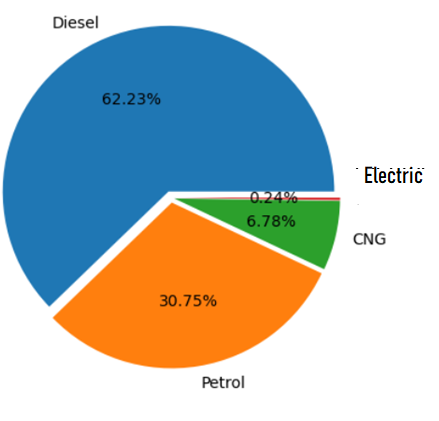 Diesel
62.23%
Electric
0.24%
6.78%
CNG
30.75%
Petrol